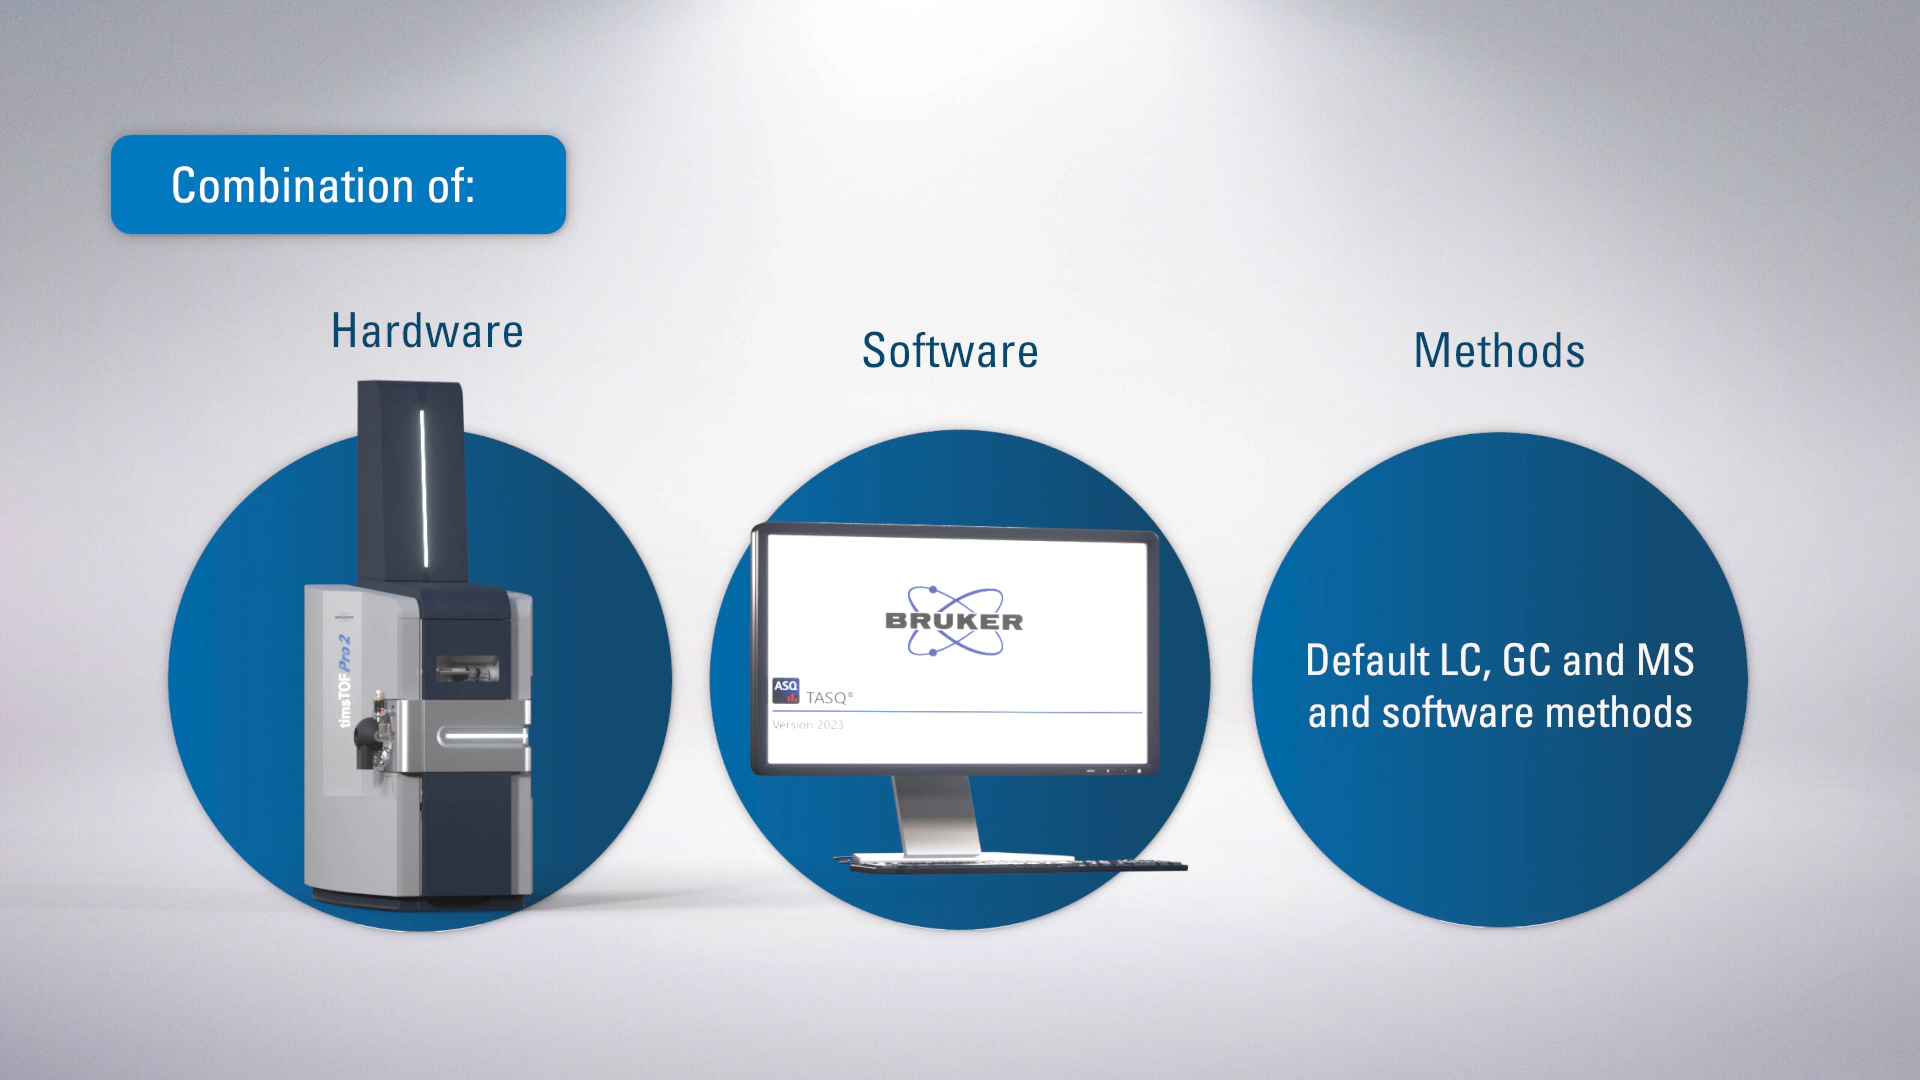 Combination of:
Hardware
Software
Methods
BRUKER
timsTOF Pro 2
BRUKER
ASQ
TASQ®
Version 2023
Default LC, GC and MS
and software methods